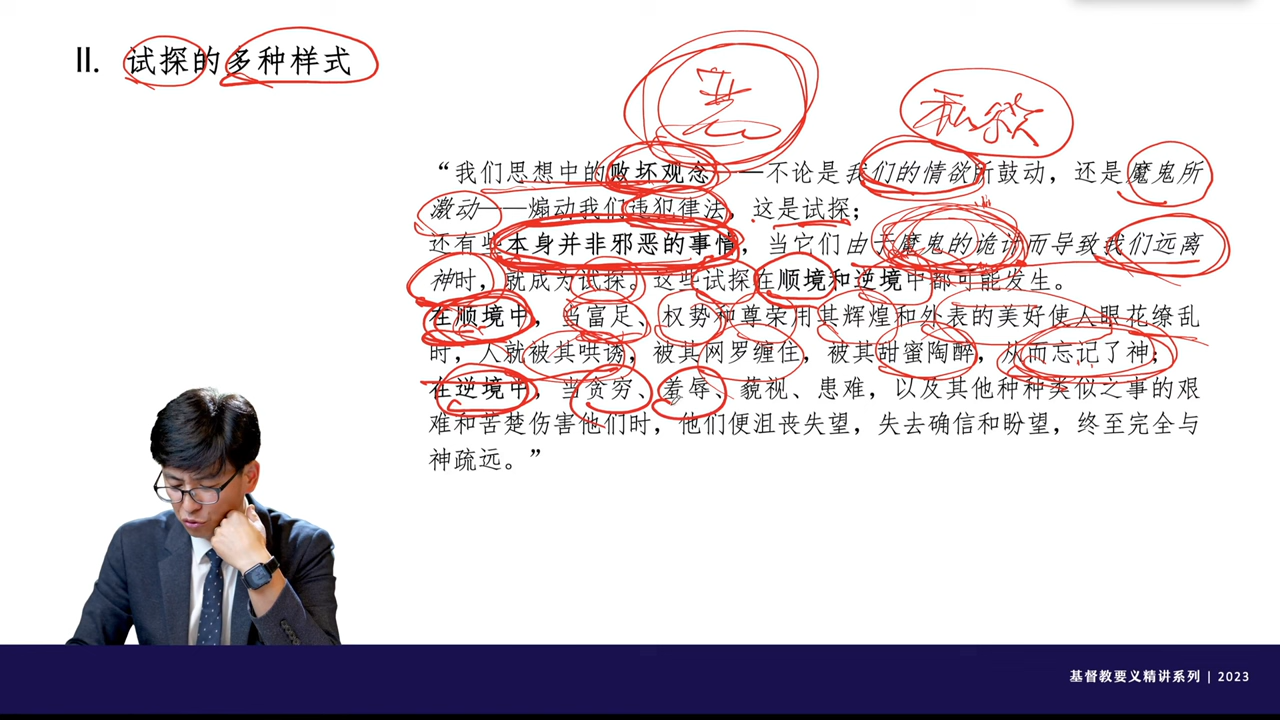 II. 试探的多种样式
恶
私欲
“我们思想中的败坏观念——不论是我们的情欲所鼓动，还是魔鬼所
激动——煽动我们违犯律法，这是试探；
还有些本身并非邪恶的事情，当它们由于魔鬼的诡计而导致我们远离
神时，就成为试探。这些试探在顺境和逆境中都可能发生。
在顺境中，当富足、权势和尊荣用其辉煌和外表的美好使人眼花缭乱
时，人就被其哄诱，被其网罗缠住，被其甜蜜陶醉，从而忘记了神；
在逆境中，当贫穷、羞辱、藐视、患难，以及其他种种类似之事的艰
难和苦楚伤害他们时，他们便沮丧失望，失去确信和盼望，终至完全与
神疏远。”
基督教要义精讲系列 | 2023